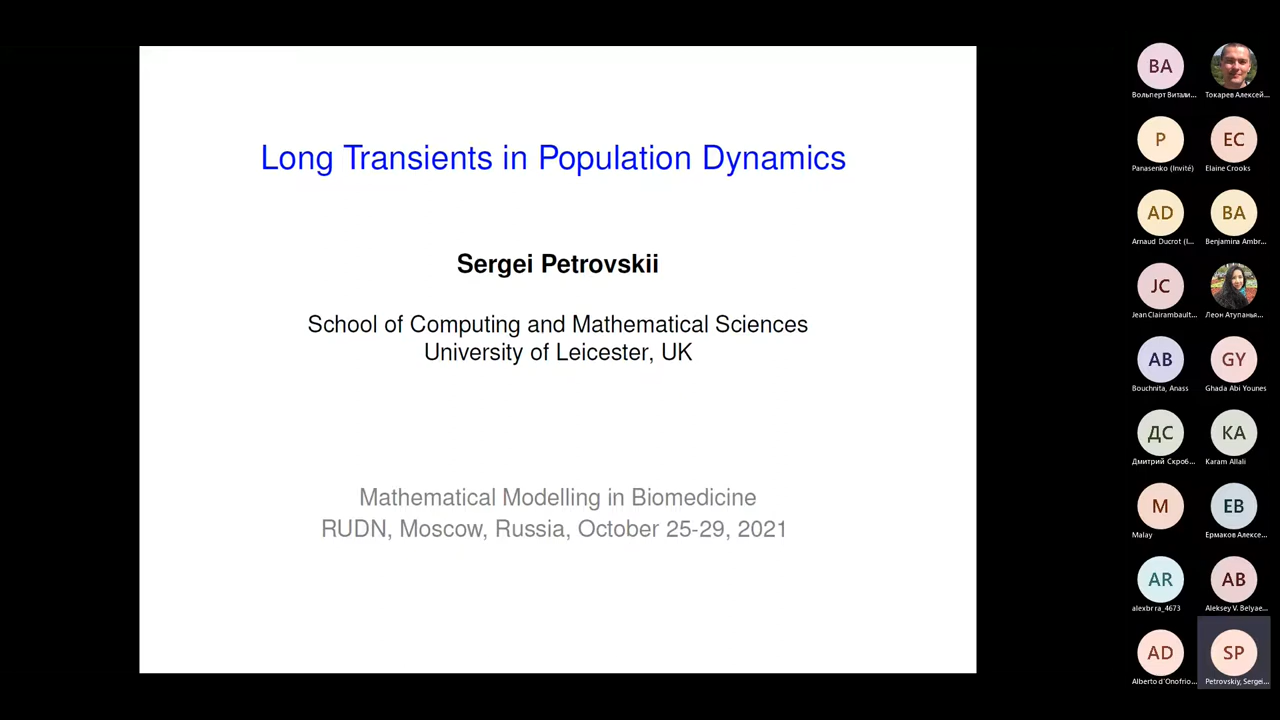 Long Transients in Population Dynamics
Sergei Petrovskii
School of Computing and Mathematical Sciences
University of Leicester, UK
Mathematical Modelling in Biomedicine
RUDN, Moscow, Russia, October 25-29, 2021
BA
Вольперт Витали...
Токарев Алексей...
P
Panasenko (Invité)
EC
Elaine Crooks
AD
Arnaud Ducrot (I...
BA
Benjamina Ambr...
JC
Jean Clairambault...
Леон Атупанья...
AB
Bouchnita, Anass
GY
Ghada Abi Younes
ДС
Дмитрий Скроб...
KA
Karam Allali
M
Malay
EB
Ермаков Алексе...
AR
alexbr ra_4673
AB
Aleksey V. Belyae...
AD
Alberto d'Onofrio...
SP
Petrovskiy, Sergei...